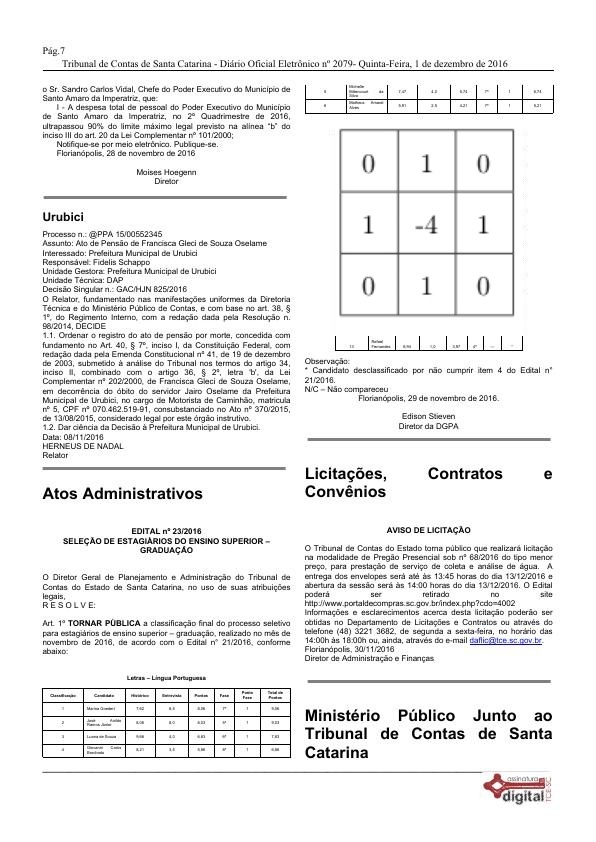 Pág.7
Tribunal de Contas de Santa Catarina - Diário Oficial Eletrônico nº 2079- Quinta-Feira, 1 de dezembro de 2016
o Sr. Sandro Carlos Vidal, Chefe do Poder Executivo do Município de
Santo Amaro da Imperatriz, que:
I - A despesa total de pessoal do Poder Executivo do Município
de Santo Amaro da Imperatriz, no 2º Quadrimestre de 2016,
ultrapassou 90% do limite máximo legal previsto na alínea “b” do
inciso III do art. 20 da Lei Complementar nº 101/2000;
Notifique-se por meio eletrônico. Publique-se.
Florianópolis, 28 de novembro de 2016
Moises Hoegenn
Diretor
Urubici
Processo n.: @PPA 15/00552345
Assunto: Ato de Pensão de Francisca Gleci de Souza Oselame
Interessado: Prefeitura Municipal de Urubici
Responsável: Fidelis Schappo
Unidade Gestora: Prefeitura Municipal de Urubici
Unidade Técnica: DAP
Decisão Singular n.: GAC/HJN 825/2016
O Relator, fundamentado nas manifestações uniformes da Diretoria
Técnica e do Ministério Público de Contas, e com base no art. 38, §
1º, do Regimento Interno, com a redação dada pela Resolução n.
98/2014, DECIDE
1.1. Ordenar o registro do ato de pensão por morte, concedida com
fundamento no Art. 40, § 7º, inciso I, da Constituição Federal, com
redação dada pela Emenda Constitucional nº 41, de 19 de dezembro
de 2003, submetido à análise do Tribunal nos termos do artigo 34,
inciso II, combinado com o artigo 36, § 2º, letra 'b', da Lei
Complementar nº 202/2000, de Francisca Gleci de Souza Oselame,
em decorrência do óbito do servidor Jairo Oselame da Prefeitura
Municipal de Urubici, no cargo de Motorista de Caminhão, matricula
nº 5, CPF nº 070.462.519-91, consubstanciado no Ato nº 370/2015,
de 13/08/2015, considerado legal por este órgão instrutivo.
1.2. Dar ciência da Decisão à Prefeitura Municipal de Urubici.
Data: 08/11/2016
HERNEUS DE NADAL
Relator
Atos Administrativos
EDITAL nº 23/2016
SELEÇÃO DE ESTAGIÁRIOS DO ENSINO SUPERIOR –
GRADUAÇÃO
O Diretor Geral de Planejamento e Administração do Tribunal de
Contas do Estado de Santa Catarina, no uso de suas atribuições
legais,
R E S O L V E:
Art. 1º TORNAR PÚBLICA a classificação final do processo seletivo
para estagiários de ensino superior – graduação, realizado no mês de
novembro de 2016, de acordo com o Edital n° 21/2016, conforme
abaixo:
Letras – Língua Portuguesa
Classificação Candidato Histórico Entrevista Pontos Fase Ponto Fase Total de Pontos
1 Marina Goedert 7,62 8,5 8,06 7ª 1 9,06
2 José Anildo Ramos Júnior 8,06 8,0 8,03 5ª 1 9,03
3 Luana de Souza 9,66 4,0 6,83 6ª 1 7,83
4 Giovanni Carlo Borchioto 8,21 3,5 5,86 8ª 1 6,86
5 Michelle Bittencourt da Silva 7,47 4,0 5,74 7ª 1 6,74
6 Matheus Amaral Alves 5,91 2,5 4,21 7ª 1 5,21
0 1 0
1 -4 1
0 1 0
13 Rafael Fernandes 6,94 1,0 3,97 4ª --- *
Observação:
* Candidato desclassificado por não cumprir item 4 do Edital n°
21/2016.
N/C – Não compareceu
Florianópolis, 29 de novembro de 2016.
Edison Stieven
Diretor da DGPA
Licitações, Contratos e
Convênios
AVISO DE LICITAÇÃO
O Tribunal de Contas do Estado torna público que realizará licitação
na modalidade de Pregão Presencial sob nº 68/2016 do tipo menor
preço, para prestação de serviço de coleta e análise de água. A
entrega dos envelopes será até às 13:45 horas do dia 13/12/2016 e
abertura da sessão será às 14:00 horas do dia 13/12/2016. O Edital
poderá ser retirado no site
http://www.portaldecompras.sc.gov.br/index.php?cdo=4002
Informações e esclarecimentos acerca desta licitação poderão ser
obtidas no Departamento de Licitações e Contratos ou através do
telefone (48) 3221 3682, de segunda a sexta-feira, no horário das
14:00h às 18:00h ou, ainda, através do e-mail daflic@tce.sc.gov.br.
Florianópolis, 30/11/2016
Diretor de Administração e Finanças
Ministério Público Junto ao
Tribunal de Contas de Santa
Catarina
assinatura
digital
TCE-SC